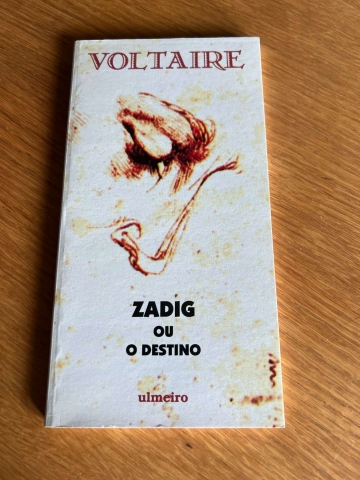 VOLTAIRE
ZADIG
OU
O DESTINO
ulmeiro